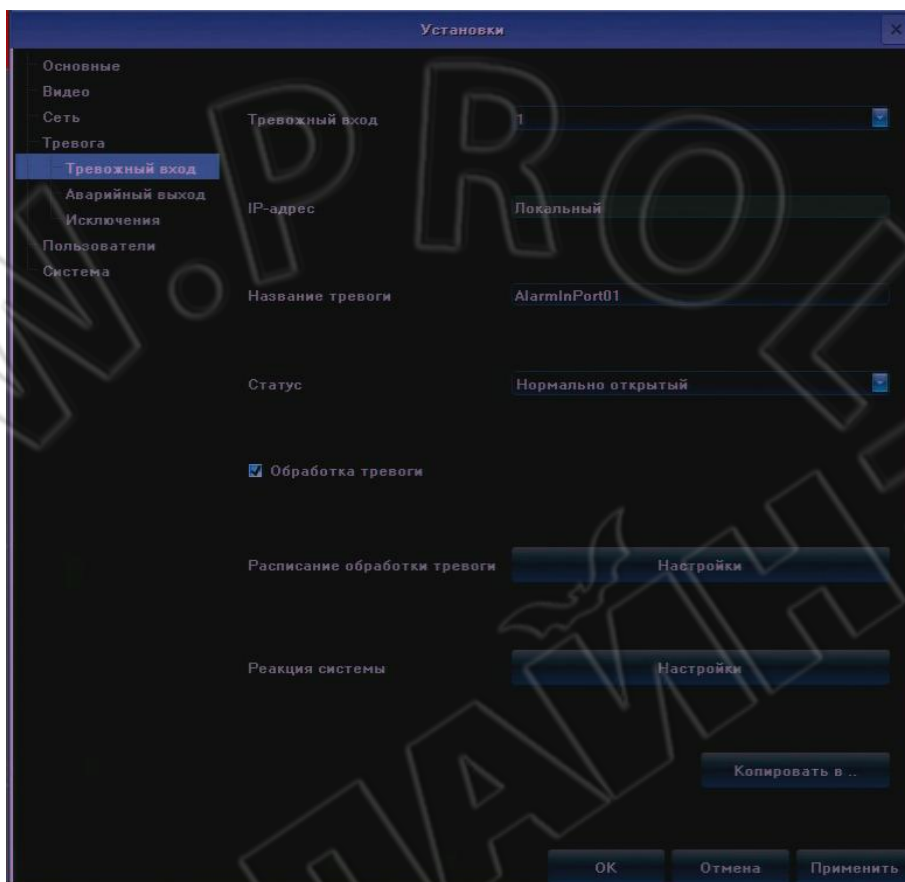 Установки
Основные
Видео
Сеть
Тревога
Тревожный вход
Аварийный выход
Исключения
Пользователи
Система
Тревожный вход 1
IP-адрес Локальный
Название тревоги AlarmInPort01
Статус Нормально открытый
Обработка тревоги
Расписание обработки тревоги Настройки
Реакция системы Настройки
Копировать в ..
OK Отмена Применить